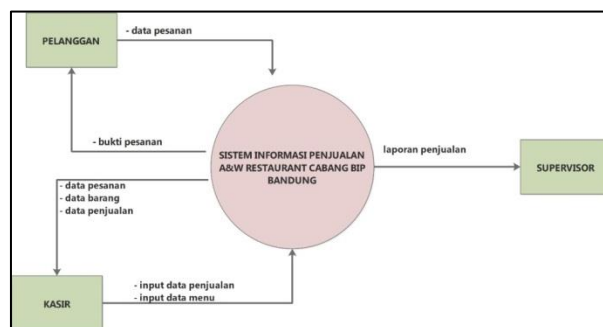 PELANGGAN
- data pesanan
- bukti pesanan
SISTEM INFORMASI PENJUALAN
A&W RESTAURANT CABANG BIP
BANDUNG
laporan penjualan
SUPERVISOR
- data pesanan
- data barang
- data penjualan
KASIR
- input data penjualan
- input data menu